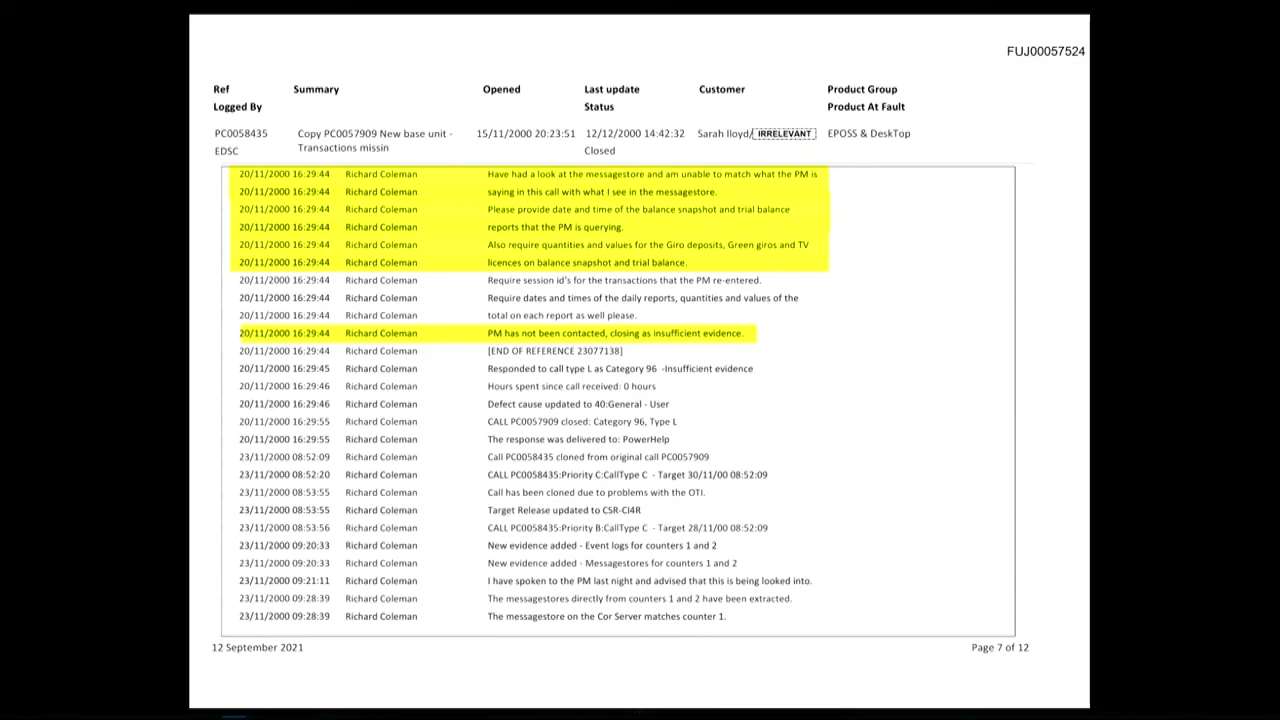 FUJ00057524
Ref Summary Opened Last update Customer Product Group
Logged By Status Product At Fault
PC0058435 Copy PC0057909 New base unit - 15/11/2000 20:23:51 12/12/2000 14:42:32 Sarah lloyd/ IRRELEVANT EPOSS & DeskTop
EDSC Transactions missin Closed
20/11/2000 16:29:44 Richard Coleman Have had a look at the messagestore and am unable to match what the PM is
20/11/2000 16:29:44 Richard Coleman saying in this call with what I see in the messagestore.
20/11/2000 16:29:44 Richard Coleman Please provide date and time of the balance snapshot and trial balance
20/11/2000 16:29:44 Richard Coleman reports that the PM is querying.
20/11/2000 16:29:44 Richard Coleman Also require quantities and values for the Giro deposits, Green giros and TV
20/11/2000 16:29:44 Richard Coleman licences on balance snapshot and trial balance.
20/11/2000 16:29:44 Richard Coleman Require session id's for the transactions that the PM re-entered.
20/11/2000 16:29:44 Richard Coleman Require dates and times of the daily reports, quantities and values of the
20/11/2000 16:29:44 Richard Coleman total on each report as well please.
20/11/2000 16:29:44 Richard Coleman PM has not been contacted, closing as insufficient evidence.
20/11/2000 16:29:44 Richard Coleman [END OF REFERENCE 23077138]
20/11/2000 16:29:45 Richard Coleman Responded to call type L as Category 96 -Insufficient evidence
20/11/2000 16:29:46 Richard Coleman Hours spent since call received: 0 hours
20/11/2000 16:29:46 Richard Coleman Defect cause updated to 40:General - User
20/11/2000 16:29:55 Richard Coleman CALL PC0057909 closed: Category 96, Type L
20/11/2000 16:29:55 Richard Coleman The response was delivered to: PowerHelp
23/11/2000 08:52:09 Richard Coleman Call PC0058435 cloned from original call PC0057909
23/11/2000 08:52:20 Richard Coleman CALL PC0058435:Priority C:CallType C - Target 30/11/00 08:52:09
23/11/2000 08:53:55 Richard Coleman Call has been cloned due to problems with the OTI.
23/11/2000 08:53:55 Richard Coleman Target Release updated to CSR-CI4R
23/11/2000 08:53:56 Richard Coleman CALL PC0058435:Priority B:CallType C - Target 28/11/00 08:52:09
23/11/2000 09:20:33 Richard Coleman New evidence added - Event logs for counters 1 and 2
23/11/2000 09:20:33 Richard Coleman New evidence added - Messagestores for counters 1 and 2
23/11/2000 09:21:11 Richard Coleman I have spoken to the PM last night and advised that this is being looked into.
23/11/2000 09:28:39 Richard Coleman The messagestores directly from counters 1 and 2 have been extracted.
23/11/2000 09:28:39 Richard Coleman The messagestore on the Cor Server matches counter 1.
12 September 2021 Page 7 of 12